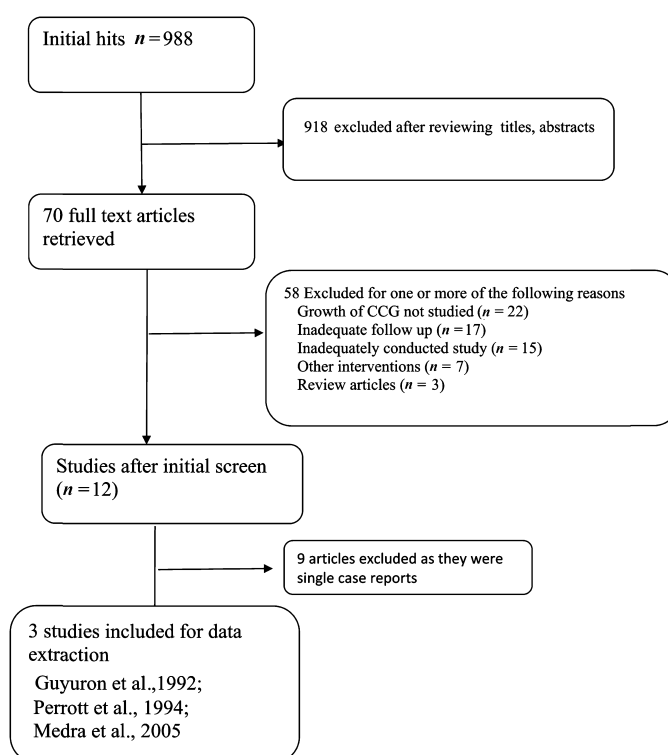 Initial hits n=988
918 excluded after reviewing titles, abstracts
70 full text articles
retrieved
58 Excluded for one or more of the following reasons
Growth of CCG not studied (n = 22)
Inadequate follow up (n =17)
Inadequately conducted study (n = 15)
Other interventions (n = 7)
Review articles (n = 3)
Studies after initial screen
(n =12)
9 articles excluded as they were
single case reports
3 studies included for data
extraction
Guyuron et al.,1992;
Perrott et al., 1994;
Medra et al., 2005